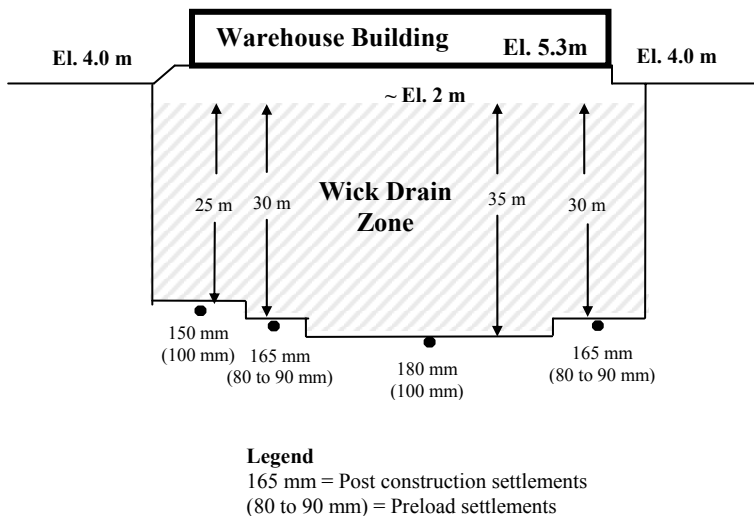 Warehouse Building
El. 5.3m
El. 4.0 m
El. 4.0 m
~ El. 2 m
25 m
30 m
Wick Drain
Zone
35 m
30 m
150 mm
(100 mm)
165 mm
(80 to 90 mm)
180 mm
(100 mm)
165 mm
(80 to 90 mm)
Legend
165 mm = Post construction settlements
(80 to 90 mm) = Preload settlements